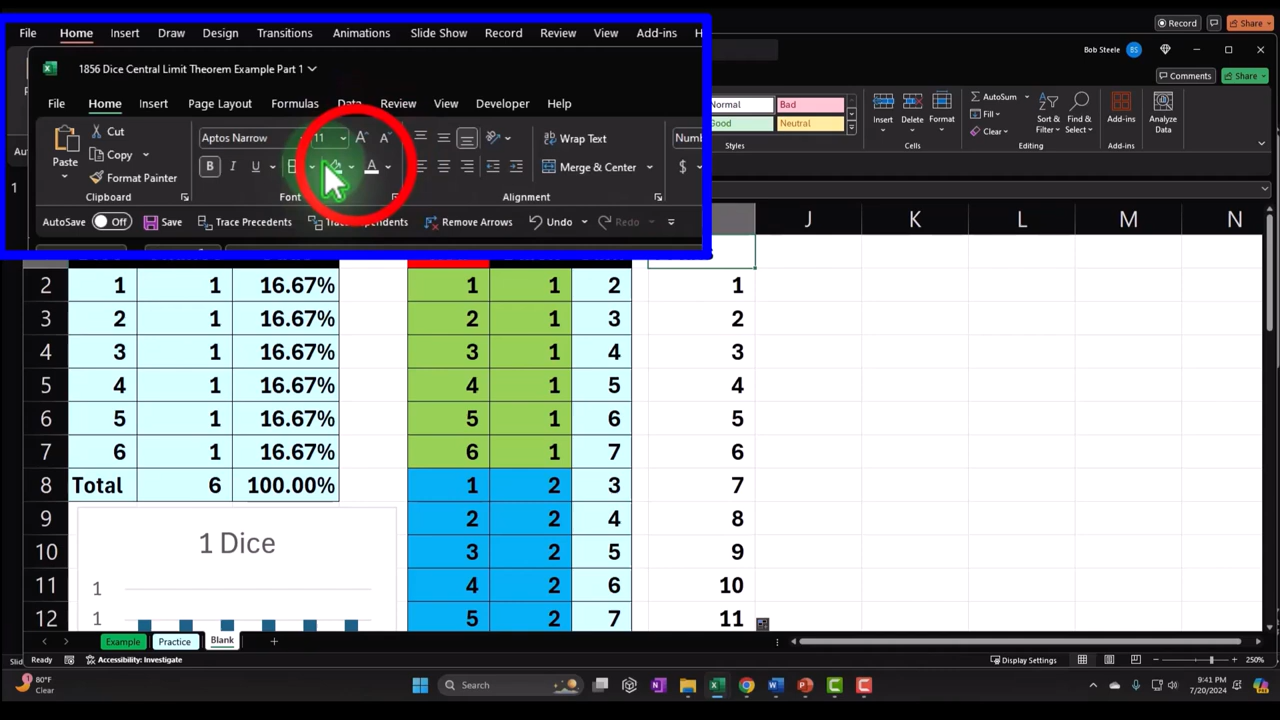 File Home Insert Draw Design Transitions Animations Slide Show Record Review View Add-ins H
Record Share
1856 Dice Central Limit Theorem Example Part 1
Bob Steele BS
File Home Insert Page Layout Formulas Data Review View Developer Help
Comments Share
Paste Cut Copy Format Painter
Clipboard
Aptos Narrow 11
B I U A
Font
Wrap Text
Merge & Center
Alignment
Numb
$
Normal Bad
Good Neutral
Styles
Insert Delete Format
Cells
AutoSum
Fill
Clear
Sort & Filter Find & Select
Editing
Add-ins
Add-ins
Analyze Data
AutoSave Off Save Trace Precedents Trace Dependents Remove Arrows Undo Redo
J K L M N
2 1 1 16.67% 1 1 2 1
3 2 1 16.67% 2 1 3 2
4 3 1 16.67% 3 1 4 3
5 4 1 16.67% 4 1 5 4
6 5 1 16.67% 5 1 6 5
7 6 1 16.67% 6 1 7 6
8 Total 6 100.00% 1 2 3 7
9 2 2 4 8
10 1 Dice 3 2 5 9
11 1 4 2 6 10
12 1 5 2 7 11
Example Practice Blank +
Slid Ready Accessibility: Investigate Display Settings 250%
80°F
Clear
Search
9:41 PM
7/20/2024